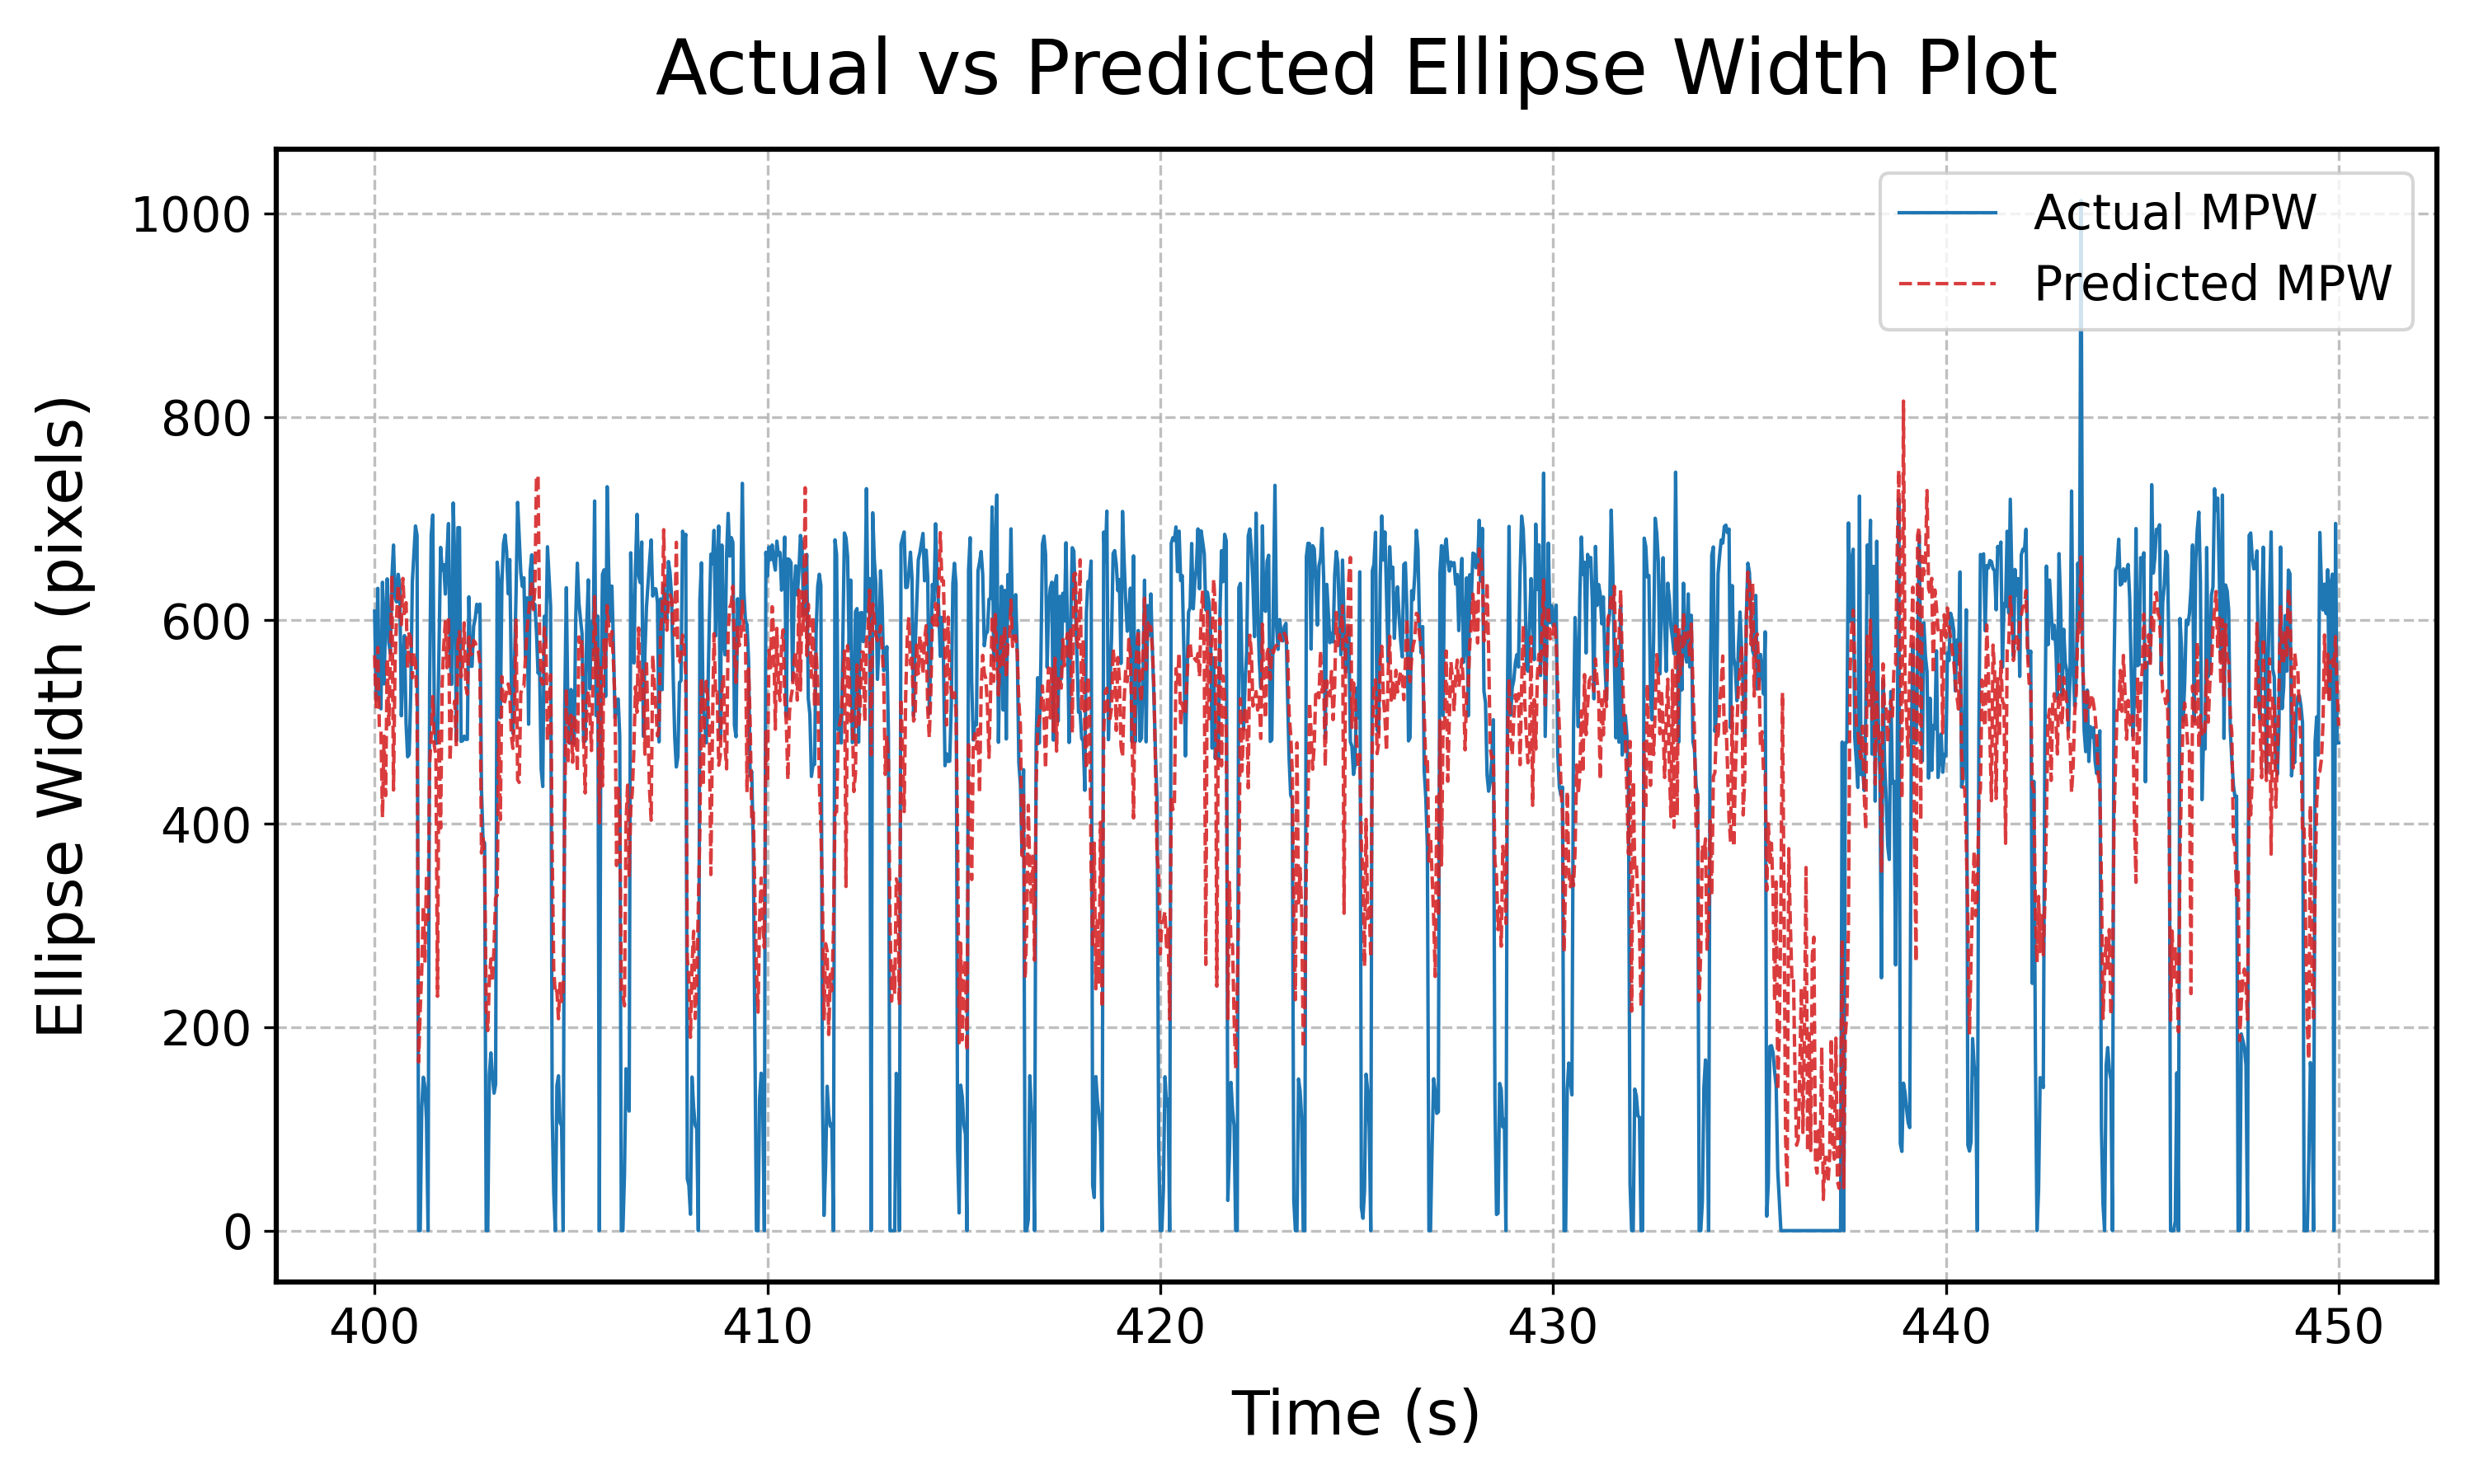 Actual vs Predicted Ellipse Width Plot
Actual MPW
Predicted MPW
Ellipse Width (pixels)
1000
800
600
400
200
0
400 410 420 430 440 450
Time (s)